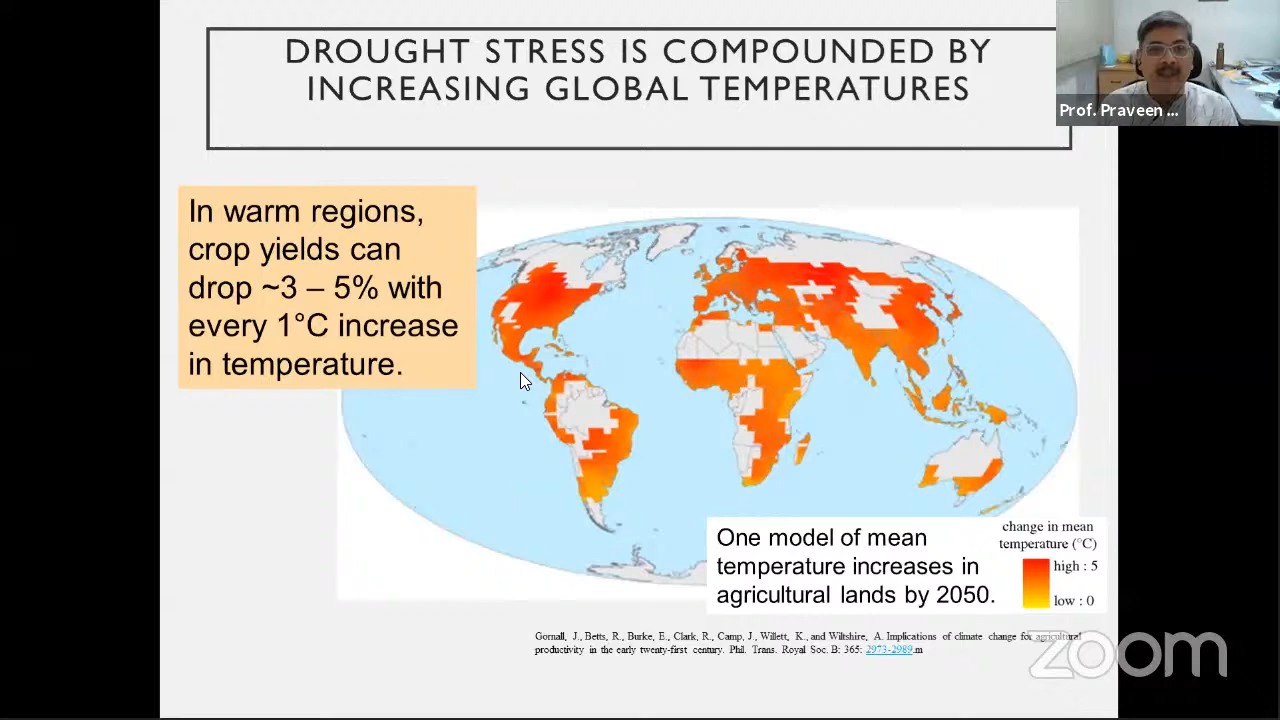 DROUGHT STRESS IS COMPOUNDED BY
INCREASING GLOBAL TEMPERATURES
Prof. Praveen ...
In warm regions,
crop yields can
drop ~3 – 5% with
every 1°C increase
in temperature.
One model of mean
temperature increases in
agricultural lands by 2050.
change in mean
temperature (°C)
high : 5
low : 0
Gornall, J., Betts, R., Burke, E., Clark, R., Camp, J., Willett, K., and Wiltshire, A. Implications of climate change for agricultural
productivity in the early twenty-first century. Phil. Trans. Royal Soc. B: 365: 2973-2989.m
zoom